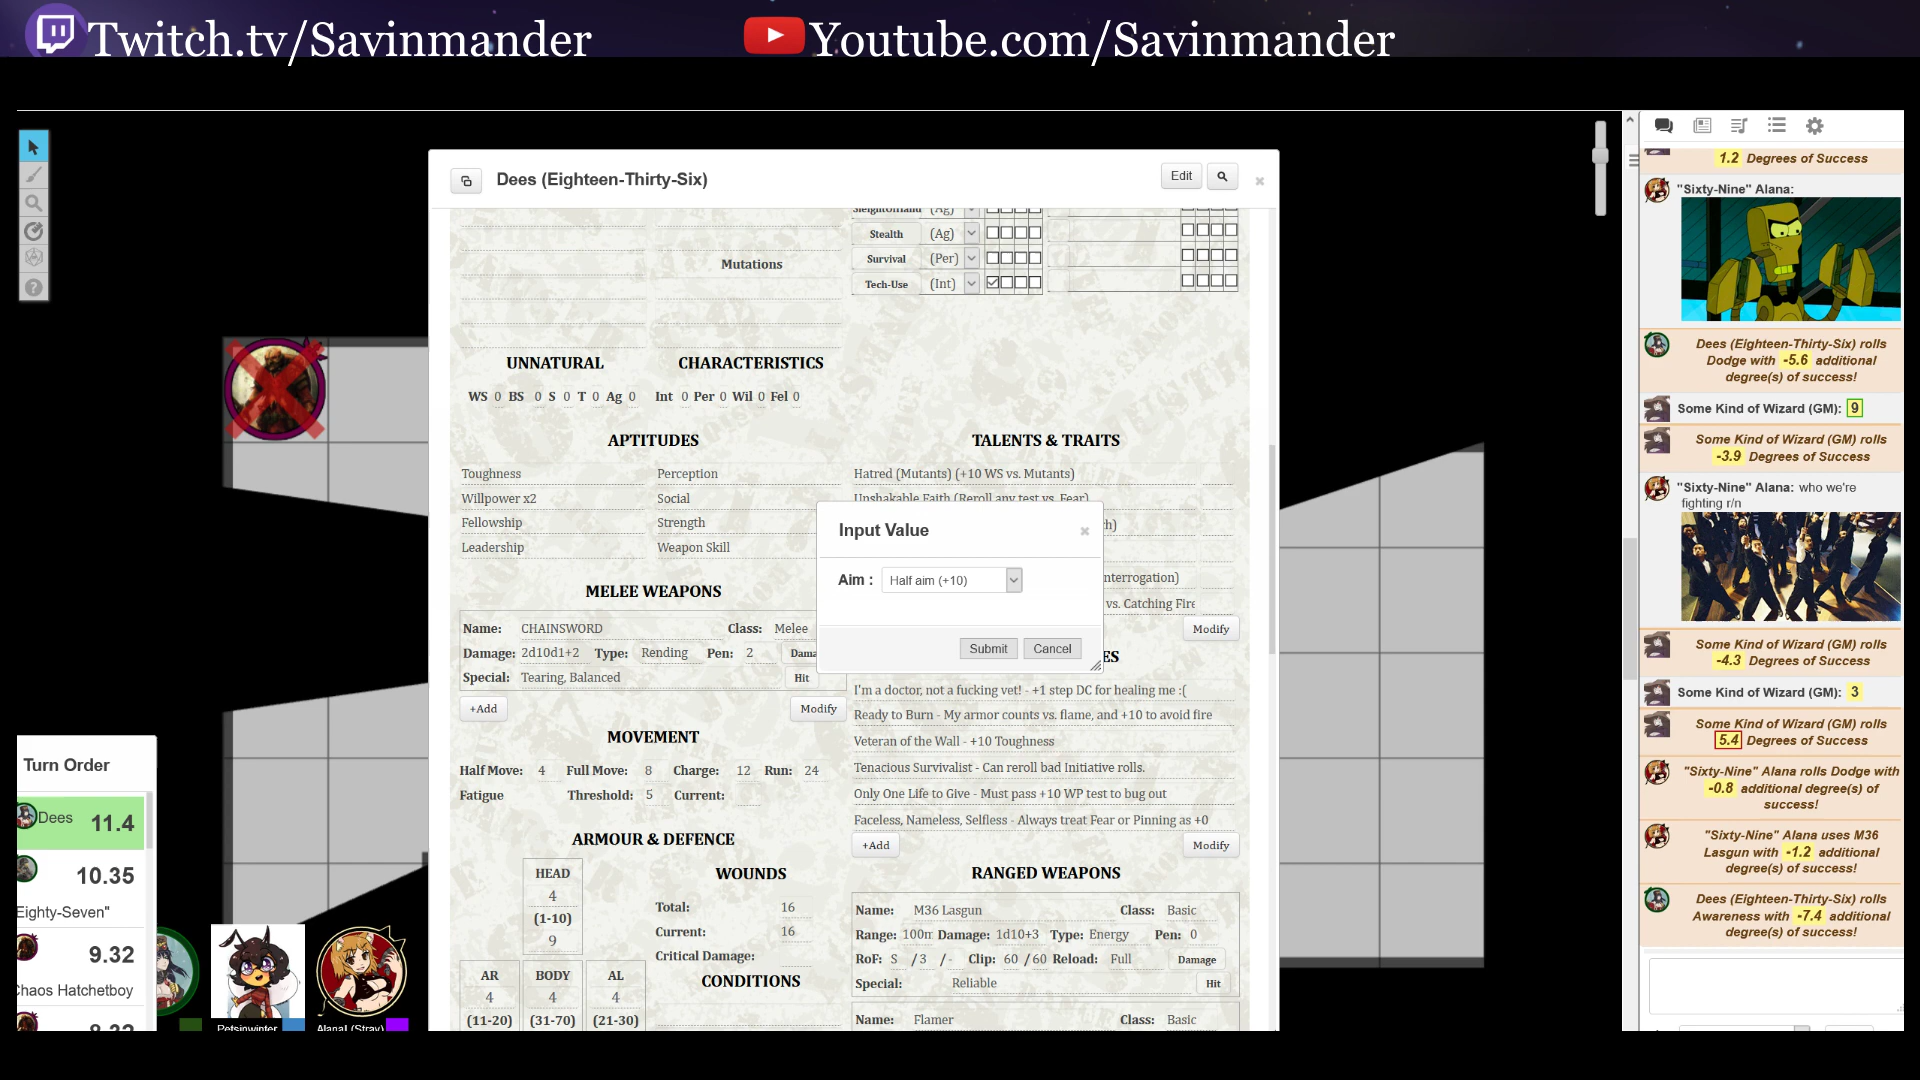 Twitch.tv/Savinmander
Youtube.com/Savinmander
Dees (Eighteen-Thirty-Six)
Edit
(Ag)
Stealth (Ag)
Survival (Per)
Tech-Use (Int)
Mutations
UNNATURAL CHARACTERISTICS
WS 0 BS 0 S 0 T 0 Ag 0 Int 0 Per 0 Wil 0 Fel 0
APTITUDES
Toughness Perception
Willpower x2 Social
Fellowship Strength
Leadership Weapon Skill
TALENTS & TRAITS
Hatred (Mutants) (+10 WS vs. Mutants)
Unshakable Faith (Reroll any test vs. Fear)
nterrogation)
vs. Catching Fire
Modify
Input Value
Aim : Half aim (+10)
Submit Cancel
MELEE WEAPONS
Name: CHAINSWORD Class: Melee
Damage: 2d10d1+2 Type: Rending Pen: 2 Dama
Special: Tearing, Balanced Hit
+Add Modify
MOVEMENT
Half Move: 4 Full Move: 8 Charge: 12 Run: 24
Fatigue Threshold: 5 Current:
ARMOUR & DEFENCE
HEAD
4
(1-10)
9
AR BODY AL
4 4 4
(11-20) (31-70) (21-30)
WOUNDS
Total: 16
Current: 16
Critical Damage:
CONDITIONS
ES
I'm a doctor, not a fucking vet! - +1 step DC for healing me :(
Ready to Burn - My armor counts vs. flame, and +10 to avoid fire
Veteran of the Wall - +10 Toughness
Tenacious Survivalist - Can reroll bad Initiative rolls.
Only One Life to Give - Must pass +10 WP test to bug out
Faceless, Nameless, Selfless - Always treat Fear or Pinning as +0
+Add Modify
RANGED WEAPONS
Name: M36 Lasgun Class: Basic
Range: 100m Damage: 1d10+3 Type: Energy Pen: 0
RoF: S /3 /- Clip: 60 /60 Reload: Full Damage
Special: Reliable Hit
Name: Flamer Class: Basic
Turn Order
Dees 11.4
10.35
Eighty-Seven"
9.32
Chaos Hatchetboy
Petsinwinter
AlanaJ (Stray)
1.2 Degrees of Success
"Sixty-Nine" Alana:
Dees (Eighteen-Thirty-Six) rolls
Dodge with -5.6 additional
degree(s) of success!
Some Kind of Wizard (GM): 9
Some Kind of Wizard (GM) rolls
-3.9 Degrees of Success
"Sixty-Nine" Alana: who we're
fighting r/n
Some Kind of Wizard (GM) rolls
-4.3 Degrees of Success
Some Kind of Wizard (GM): 3
Some Kind of Wizard (GM) rolls
5.4 Degrees of Success
"Sixty-Nine" Alana rolls Dodge with
-0.8 additional degree(s) of
success!
"Sixty-Nine" Alana uses M36
Lasgun with -1.2 additional
degree(s) of success!
Dees (Eighteen-Thirty-Six) rolls
Awareness with -7.4 additional
degree(s) of success!